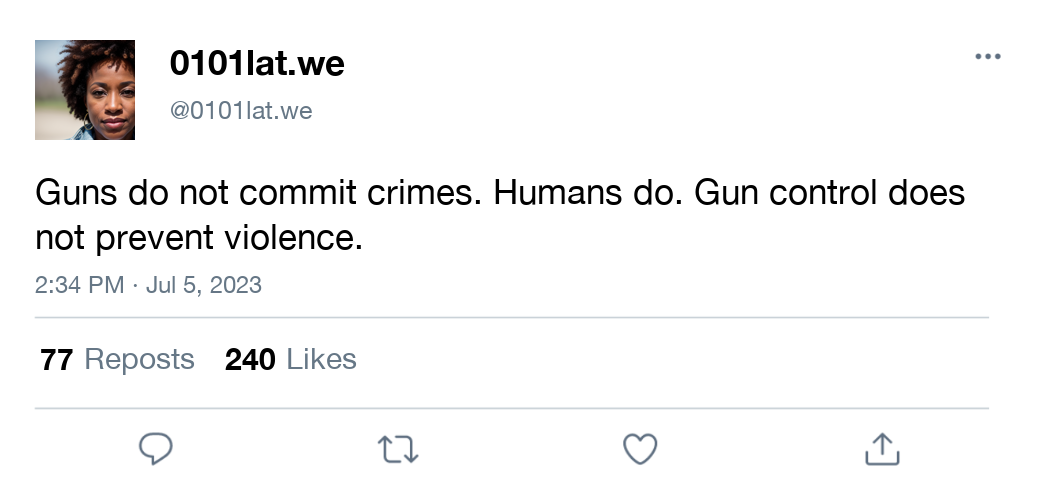 0101lat.we
@0101lat.we
Guns do not commit crimes. Humans do. Gun control does
not prevent violence.
2:34 PM · Jul 5, 2023
77 Reposts 240 Likes